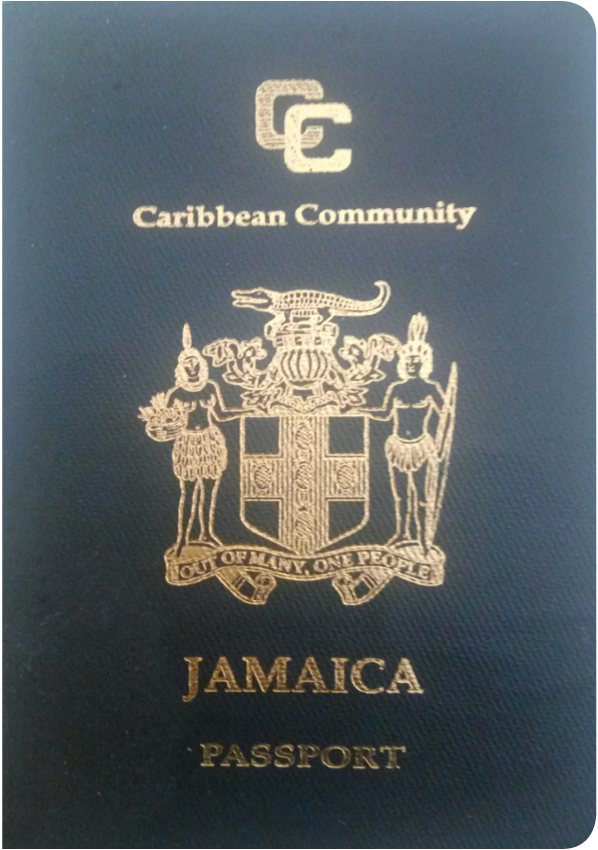 CC
Caribbean Community
OUT OF MANY, ONE PEOPLE
JAMAICA
PASSPORT